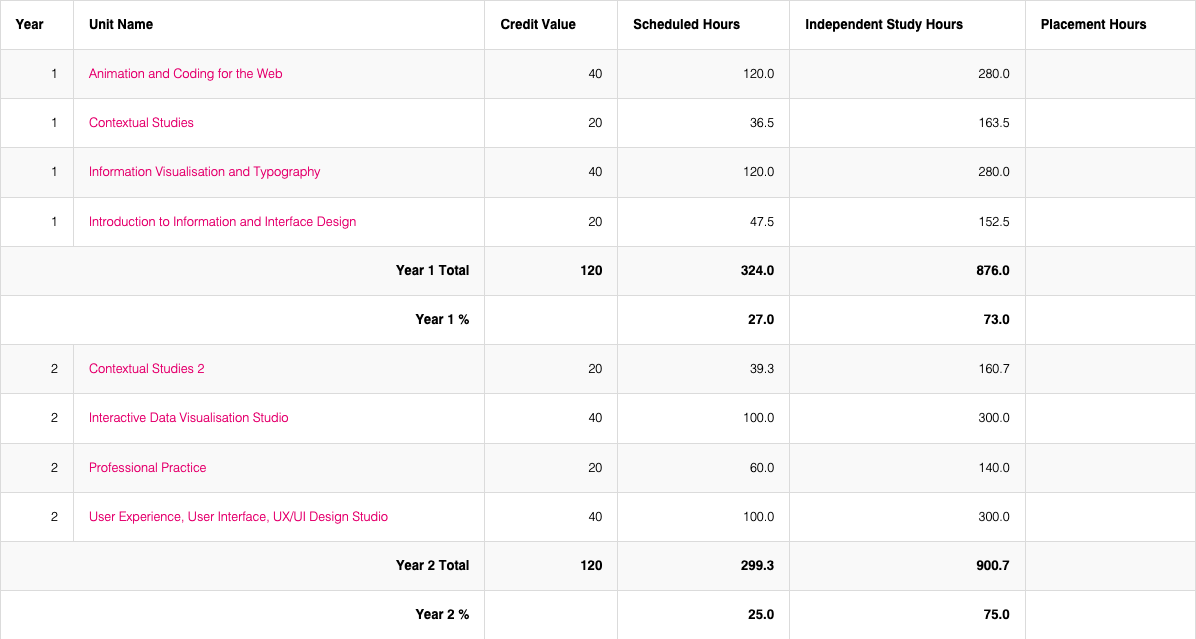 Year Unit Name Credit Value Scheduled Hours Independent Study Hours Placement Hours
1 Animation and Coding for the Web 40 120.0 280.0
1 Contextual Studies 20 36.5 163.5
1 Information Visualisation and Typography 40 120.0 280.0
1 Introduction to Information and Interface Design 20 47.5 152.5
Year 1 Total 120 324.0 876.0
Year 1 % 27.0 73.0
2 Contextual Studies 2 20 39.3 160.7
2 Interactive Data Visualisation Studio 40 100.0 300.0
2 Professional Practice 20 60.0 140.0
2 User Experience, User Interface, UX/UI Design Studio 40 100.0 300.0
Year 2 Total 120 299.3 900.7
Year 2 % 25.0 75.0